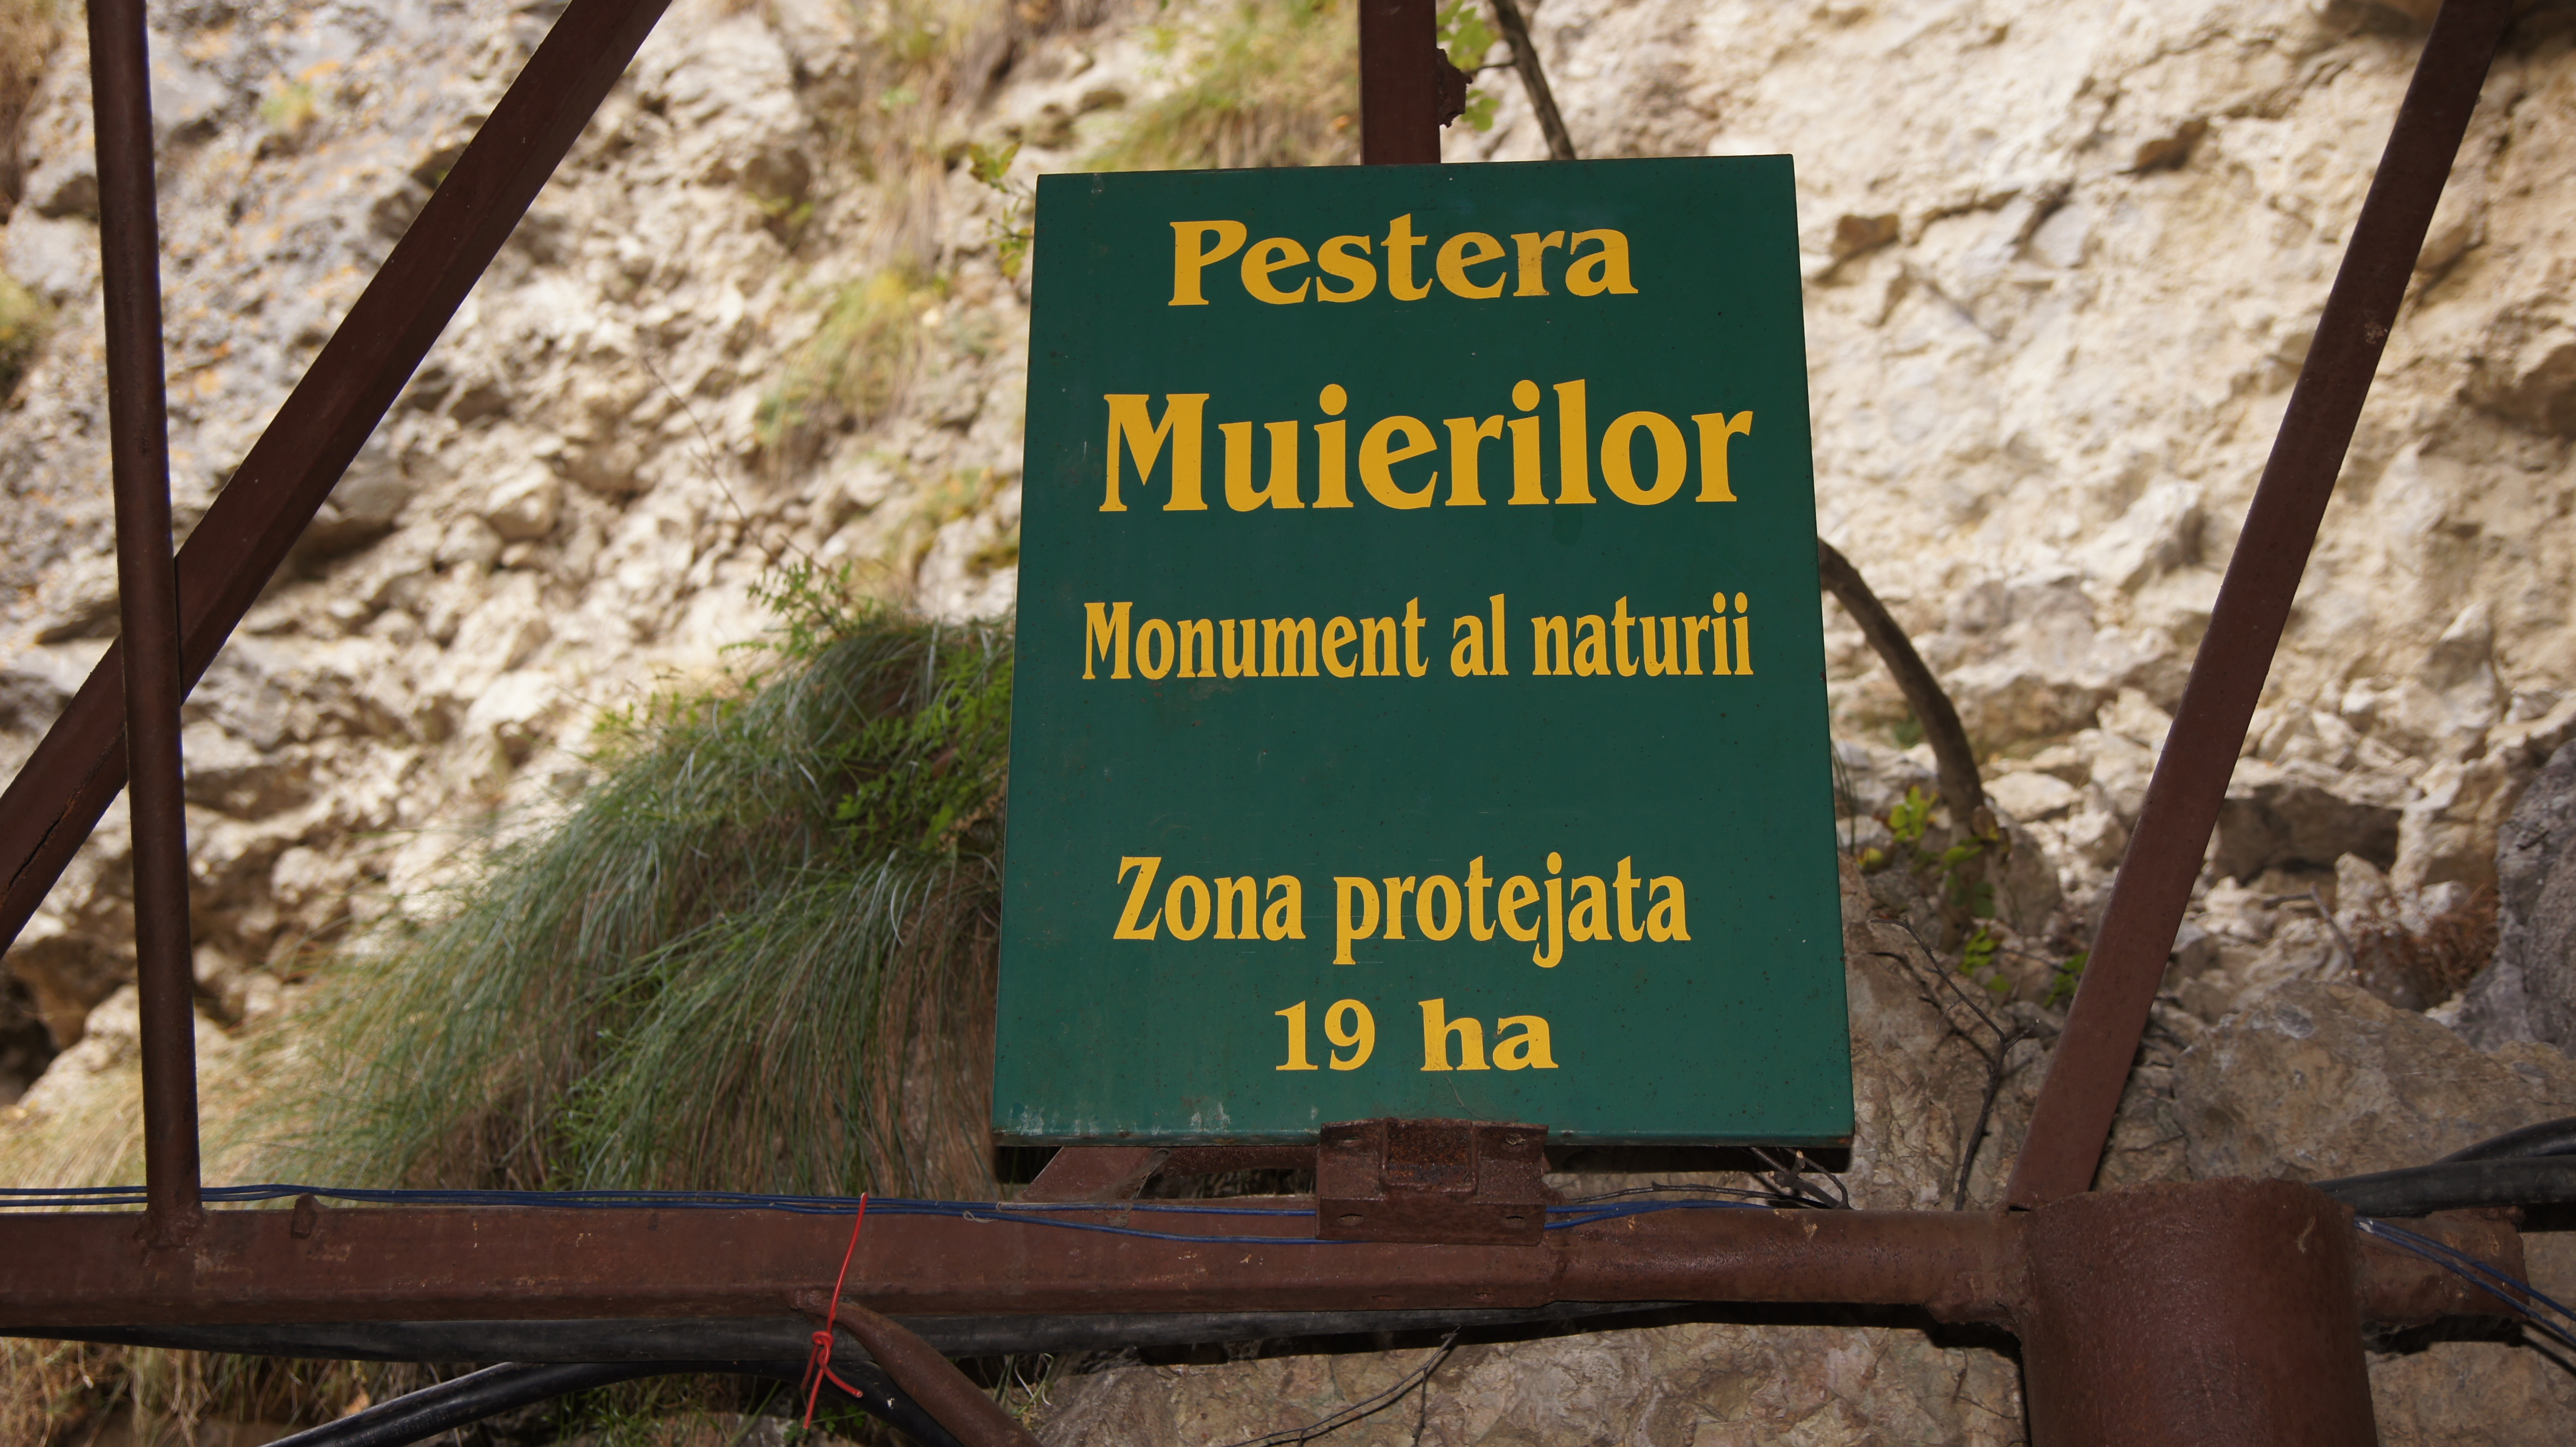 Pestera
Muierilor
Monument al naturii
Zona protejata
19 ha